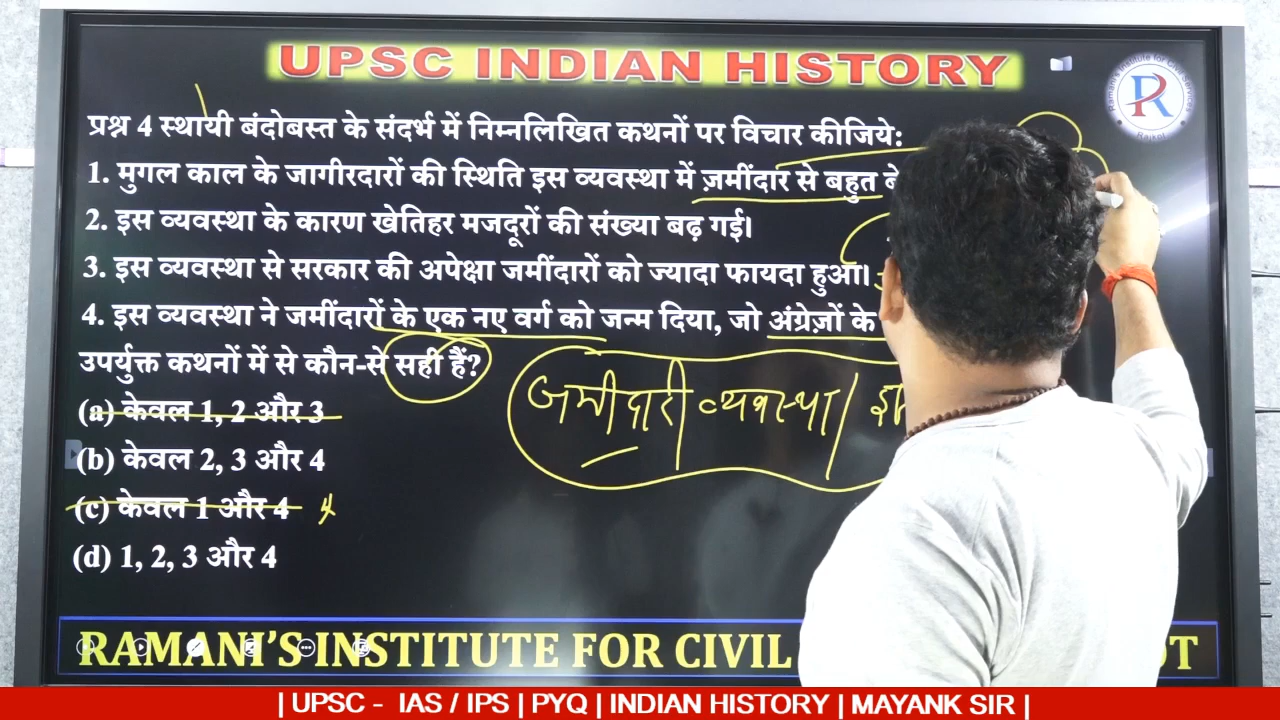 UPSC INDIAN HISTORY
प्रश्न 4 स्थायी बंदोबस्त के संदर्भ में निम्नलिखित कथनों पर विचार कीजिये:
1. मुगल काल के जागीरदारों की स्थिति इस व्यवस्था में ज़मींदार से बहुत
2. इस व्यवस्था के कारण खेतिहर मजदूरों की संख्या बढ़ गई।
3. इस व्यवस्था से सरकार की अपेक्षा जमींदारों को ज्यादा फायदा हुआ।
4. इस व्यवस्था ने जमींदारों के एक नए वर्ग को जन्म दिया, जो अंग्रेज़ों के
उपर्युक्त कथनों में से कौन-से सही हैं?
(a) केवल 1, 2 और 3
जमींदारी व्यवस्था/
(b) केवल 2, 3 और 4
(c) केवल 1 और 4
(d) 1, 2, 3 और 4
RAMANI'S INSTITUTE FOR CIVIL
| UPSC - IAS / IPS | PYQ | INDIAN HISTORY | MAYANK SIR |